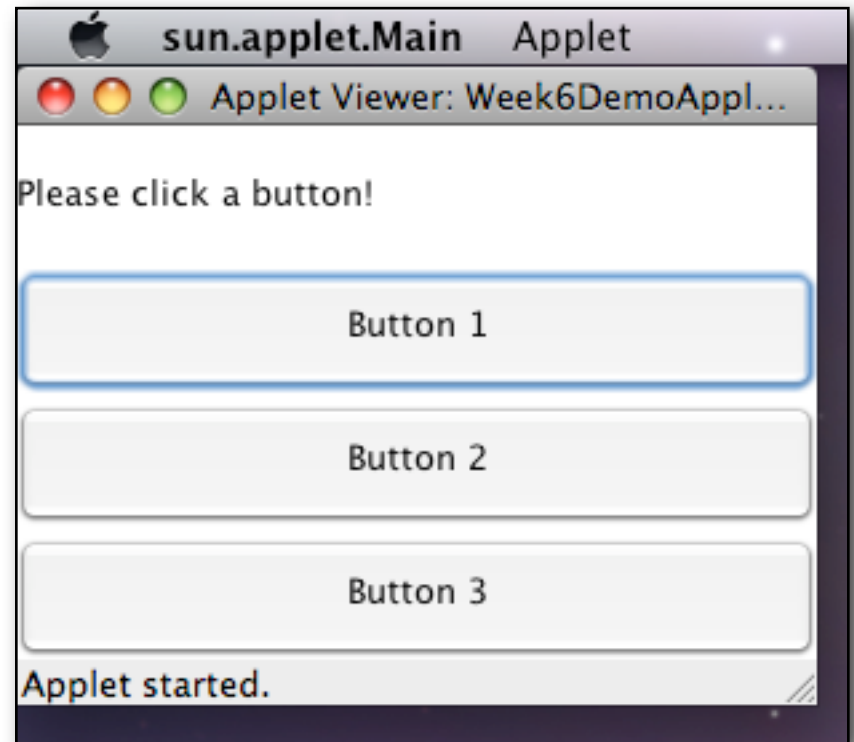 sun.applet.Main Applet
Applet Viewer: Week6DemoAppl...
Please click a button!
Button 1
Button 2
Button 3
Applet started.